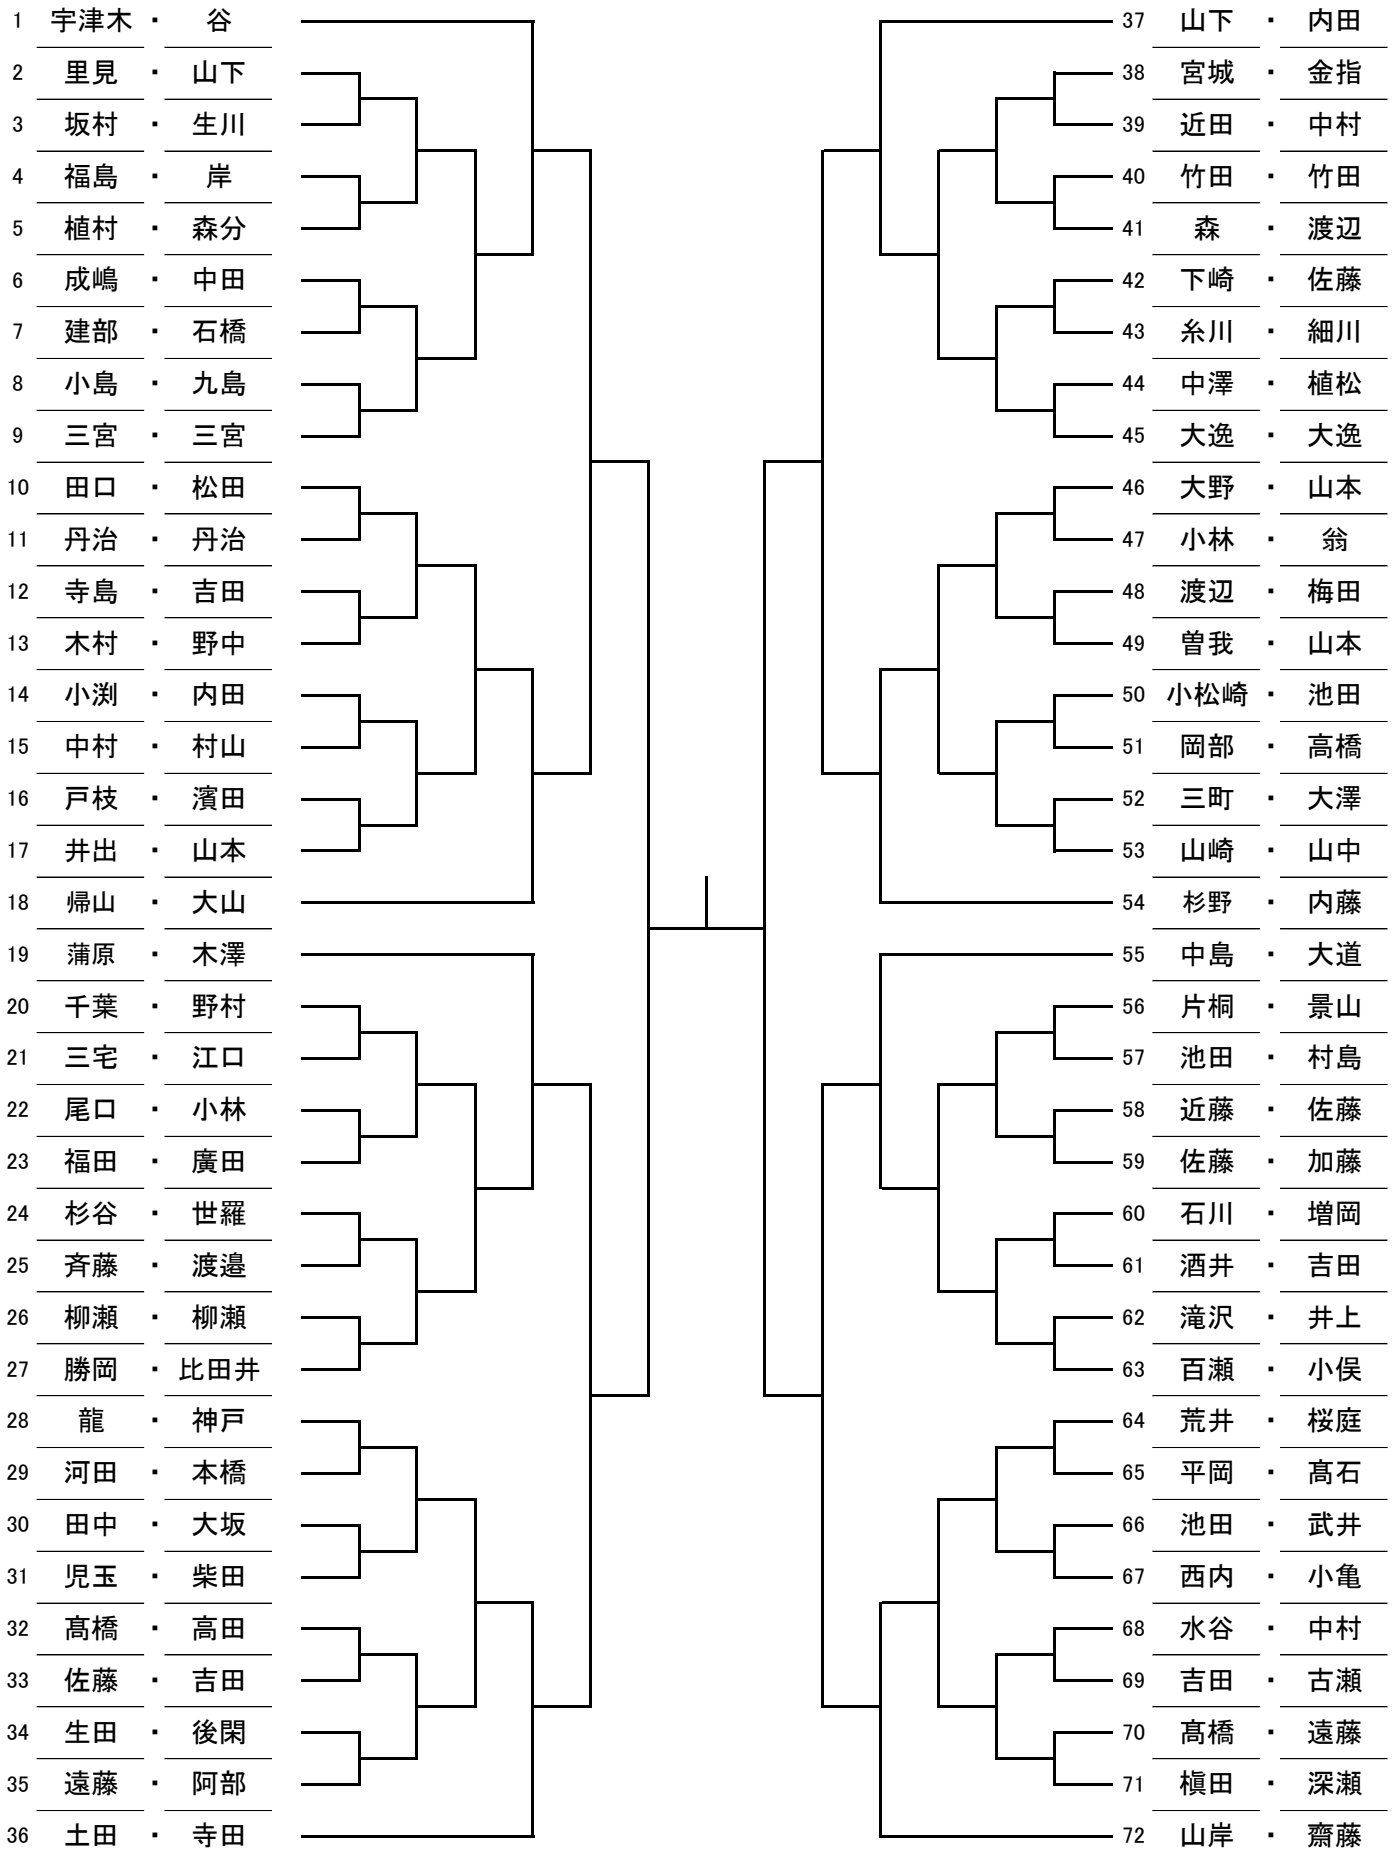 1 宇津木 ・ 谷
2 里見 ・ 山下
3 坂村 ・ 生川
4 福島 ・ 岸
5 植村 ・ 森分
6 成嶋 ・ 中田
7 建部 ・ 石橋
8 小島 ・ 九島
9 三宮 ・ 三宮
10 田口 ・ 松田
11 丹治 ・ 丹治
12 寺島 ・ 吉田
13 木村 ・ 野中
14 小渕 ・ 内田
15 中村 ・ 村山
16 戸枝 ・ 濱田
17 井出 ・ 山本
18 帰山 ・ 大山
19 蒲原 ・ 木澤
20 千葉 ・ 野村
21 三宅 ・ 江口
22 尾口 ・ 小林
23 福田 ・ 廣田
24 杉谷 ・ 世羅
25 斉藤 ・ 渡邉
26 柳瀬 ・ 柳瀬
27 勝岡 ・ 比田井
28 龍 ・ 神戸
29 河田 ・ 本橋
30 田中 ・ 大坂
31 児玉 ・ 柴田
32 髙橋 ・ 高田
33 佐藤 ・ 吉田
34 生田 ・ 後閑
35 遠藤 ・ 阿部
36 土田 ・ 寺田
37 山下 ・ 内田
38 宮城 ・ 金指
39 近田 ・ 中村
40 竹田 ・ 竹田
41 森 ・ 渡辺
42 下崎 ・ 佐藤
43 糸川 ・ 細川
44 中澤 ・ 植松
45 大逸 ・ 大逸
46 大野 ・ 山本
47 小林 ・ 翁
48 渡辺 ・ 梅田
49 曽我 ・ 山本
50 小松崎 ・ 池田
51 岡部 ・ 高橋
52 三町 ・ 大澤
53 山崎 ・ 山中
54 杉野 ・ 内藤
55 中島 ・ 大道
56 片桐 ・ 景山
57 池田 ・ 村島
58 近藤 ・ 佐藤
59 佐藤 ・ 加藤
60 石川 ・ 増岡
61 酒井 ・ 吉田
62 滝沢 ・ 井上
63 百瀬 ・ 小俣
64 荒井 ・ 桜庭
65 平岡 ・ 髙石
66 池田 ・ 武井
67 西内 ・ 小亀
68 水谷 ・ 中村
69 吉田 ・ 古瀬
70 髙橋 ・ 遠藤
71 槇田 ・ 深瀬
72 山岸 ・ 齋藤